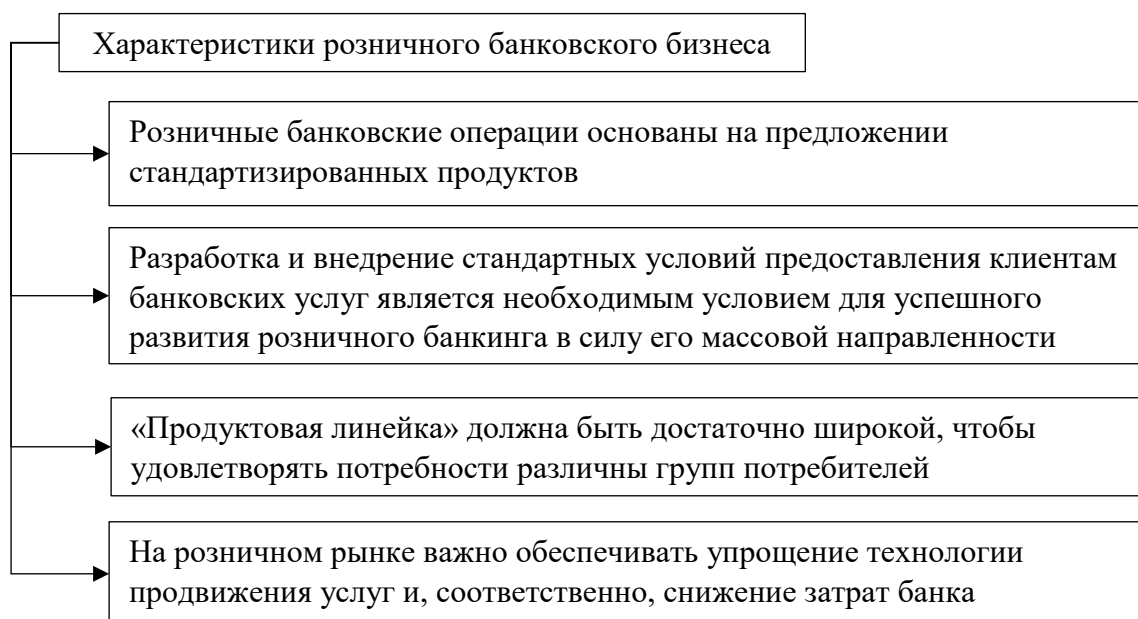 Характеристики розничного банковского бизнеса
Розничные банковские операции основаны на предложении
стандартизированных продуктов
Разработка и внедрение стандартных условий предоставления клиентам
банковских услуг является необходимым условием для успешного
развития розничного банкинга в силу его массовой направленности
«Продуктовая линейка» должна быть достаточно широкой, чтобы
удовлетворять потребности различны групп потребителей
На розничном рынке важно обеспечивать упрощение технологии
продвижения услуг и, соответственно, снижение затрат банка